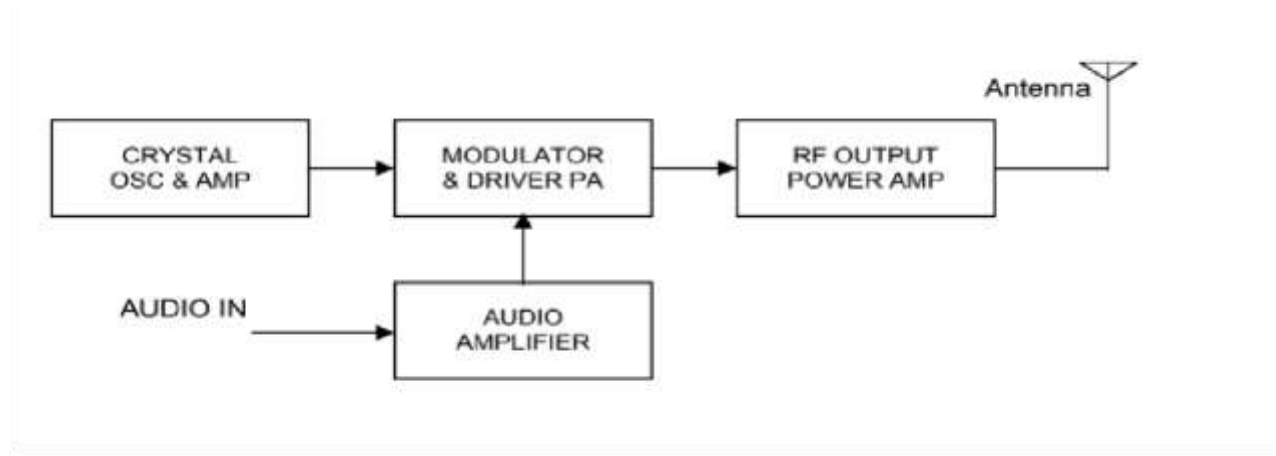 Antenna
CRYSTAL
OSC & AMP
MODULATOR
& DRIVER PA
RF OUTPUT
POWER AMP
AUDIO IN
AUDIO
AMPLIFIER